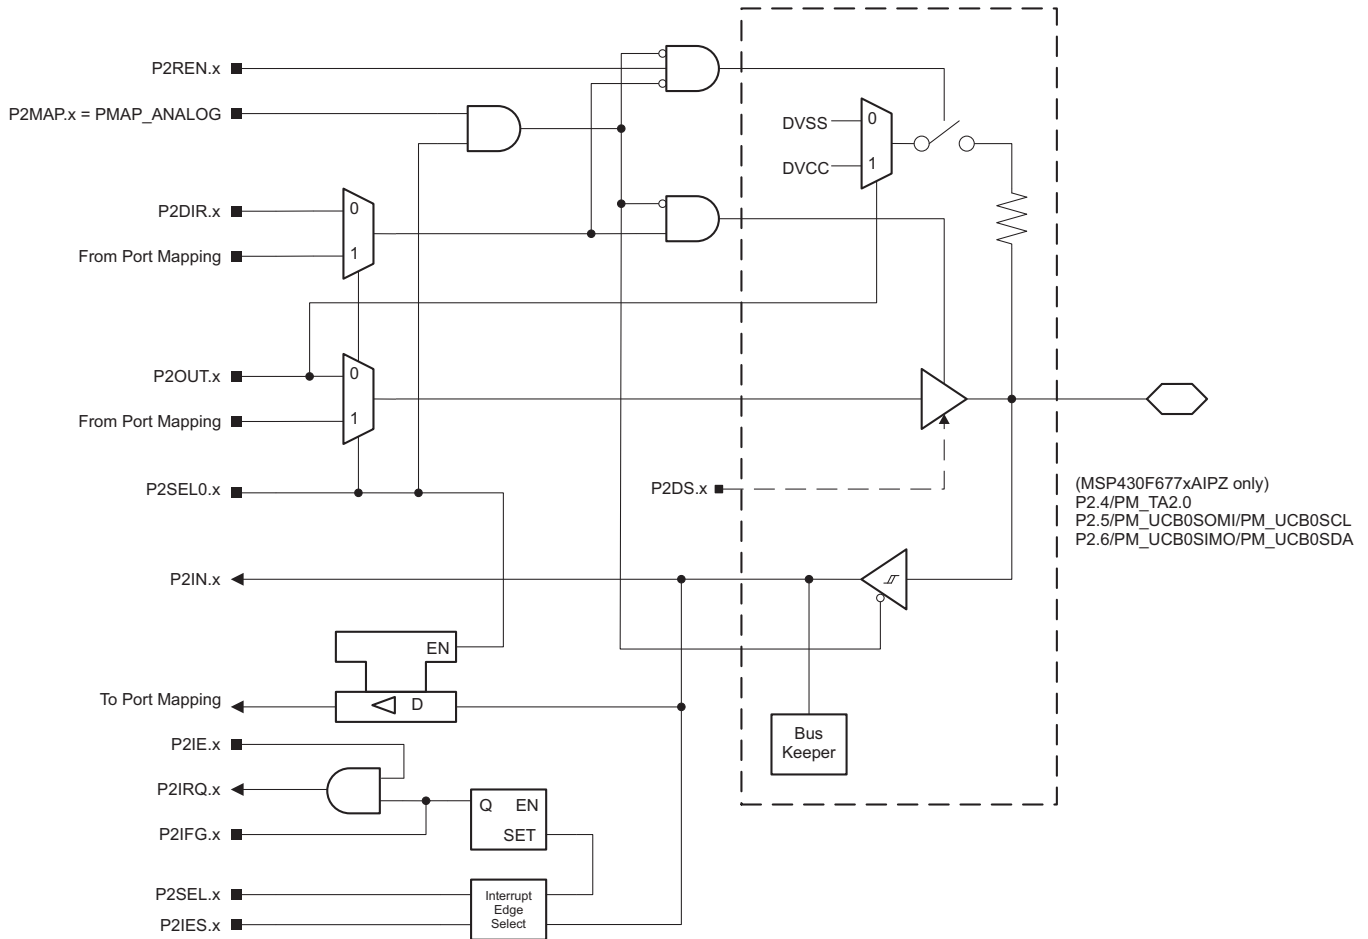 P2REN.x
P2MAP.x = PMAP_ANALOG
DVSS
0
DVCC
1
P2DIR.x
0
From Port Mapping
1
P2OUT.x
0
From Port Mapping
1
P2SEL0.x
P2DS.x
(MSP430F677xAIPZ only)
P2.4/PM_TA2.0
P2.5/PM_UCB0SOMI/PM_UCB0SCL
P2.6/PM_UCB0SIMO/PM_UCB0SDA
P2IN.x
EN
To Port Mapping
D
Bus
Keeper
P2IE.x
P2IRQ.x
Q EN
SET
P2IFG.x
P2SEL.x
Interrupt
Edge
Select
P2IES.x